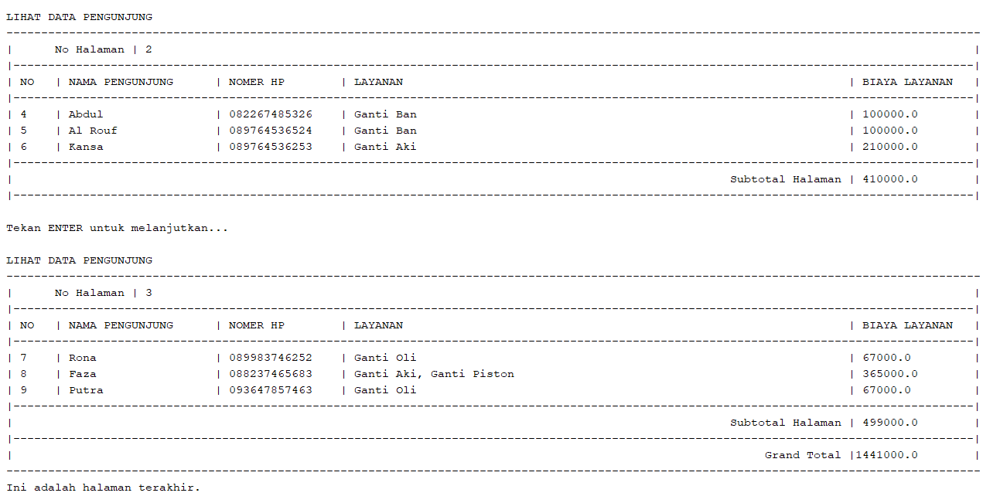 LIHAT DATA PENGUNJUNG
--------------------------------------------------------------------------------------------------------------------------------------------
|      No Halaman | 2                                                                                                                      |
|------------------------------------------------------------------------------------------------------------------------------------------|
| NO   | NAMA PENGUNJUNG      | NOMER HP        | LAYANAN                                                                | BIAYA LAYANAN   |
|------------------------------------------------------------------------------------------------------------------------------------------|
| 4    | Abdul                | 082267485326    | Ganti Ban                                                              | 100000.0        |
| 5    | Al Rouf              | 089764536524    | Ganti Ban                                                              | 100000.0        |
| 6    | Kansa                | 089764536253    | Ganti Aki                                                              | 210000.0        |
|------------------------------------------------------------------------------------------------------------------------------------------|
|                                                                                                       Subtotal Halaman | 410000.0        |
|------------------------------------------------------------------------------------------------------------------------------------------|
Tekan ENTER untuk melanjutkan...
LIHAT DATA PENGUNJUNG
--------------------------------------------------------------------------------------------------------------------------------------------
|      No Halaman | 3                                                                                                                      |
|------------------------------------------------------------------------------------------------------------------------------------------|
| NO   | NAMA PENGUNJUNG      | NOMER HP        | LAYANAN                                                                | BIAYA LAYANAN   |
|------------------------------------------------------------------------------------------------------------------------------------------|
| 7    | Rona                 | 089983746252    | Ganti Oli                                                              | 67000.0         |
| 8    | Faza                 | 088237465683    | Ganti Aki, Ganti Piston                                                | 365000.0        |
| 9    | Putra                | 093647857463    | Ganti Oli                                                              | 67000.0         |
|------------------------------------------------------------------------------------------------------------------------------------------|
|                                                                                                       Subtotal Halaman | 499000.0        |
|------------------------------------------------------------------------------------------------------------------------------------------|
|                                                                                                            Grand Total |1441000.0        |
--------------------------------------------------------------------------------------------------------------------------------------------
Ini adalah halaman terakhir.